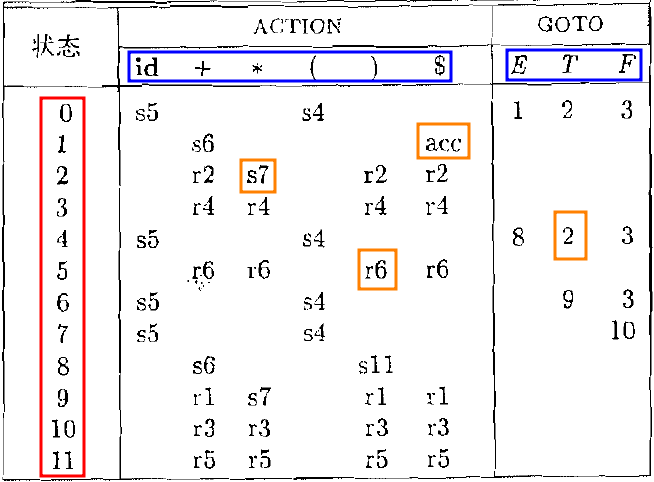 状态 ACTION GOTO
id + * ( ) $ E T F
0 s5 s4 1 2 3
1 s6 acc
2 r2 s7 r2 r2
3 r4 r4 r4 r4
4 s5 s4 8 2 3
5 r6 r6 r6 r6
6 s5 s4 9 3
7 s5 s4 10
8 s6 s11
9 r1 s7 r1 r1
10 r3 r3 r3 r3
11 r5 r5 r5 r5